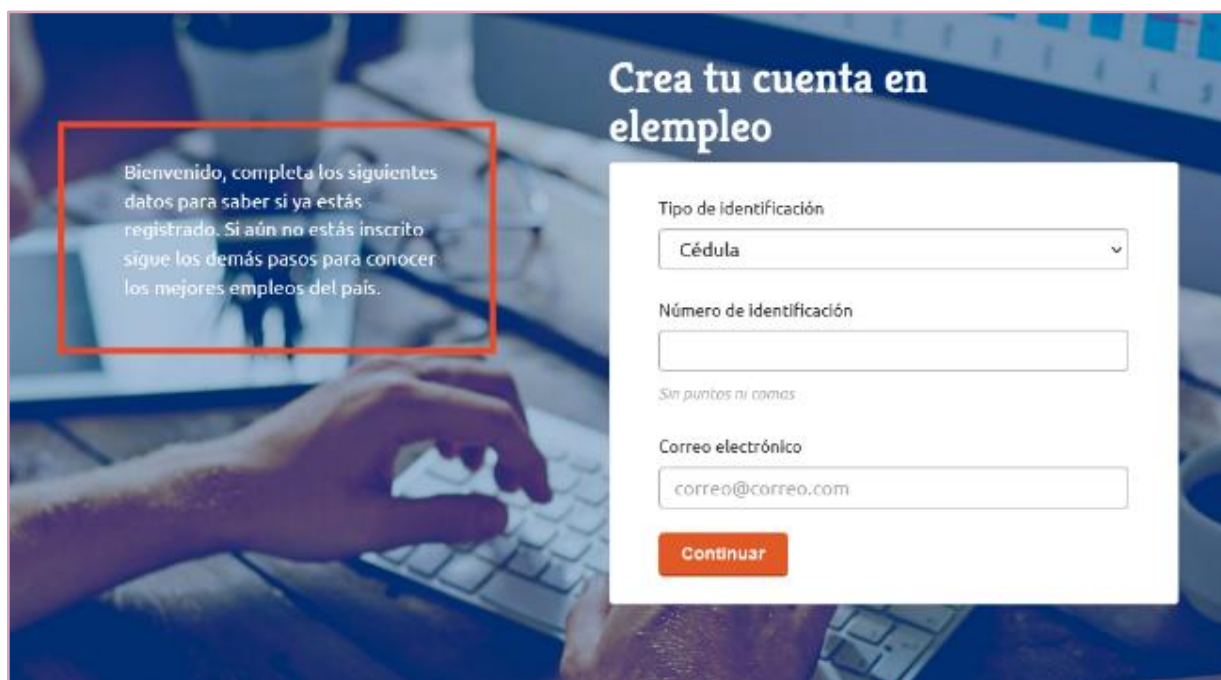 Crea tu cuenta en
elempleo
Bienvenido, completa los siguientes
datos para saber si ya estás
registrado. Si aún no estás inscrito
sigue los demás pasos para conocer
los mejores empleos del país.
Tipo de identificación
Cédula
Número de identificación
Sin puntos ni comas
Correo electrónico
correo@correo.com
Continuar